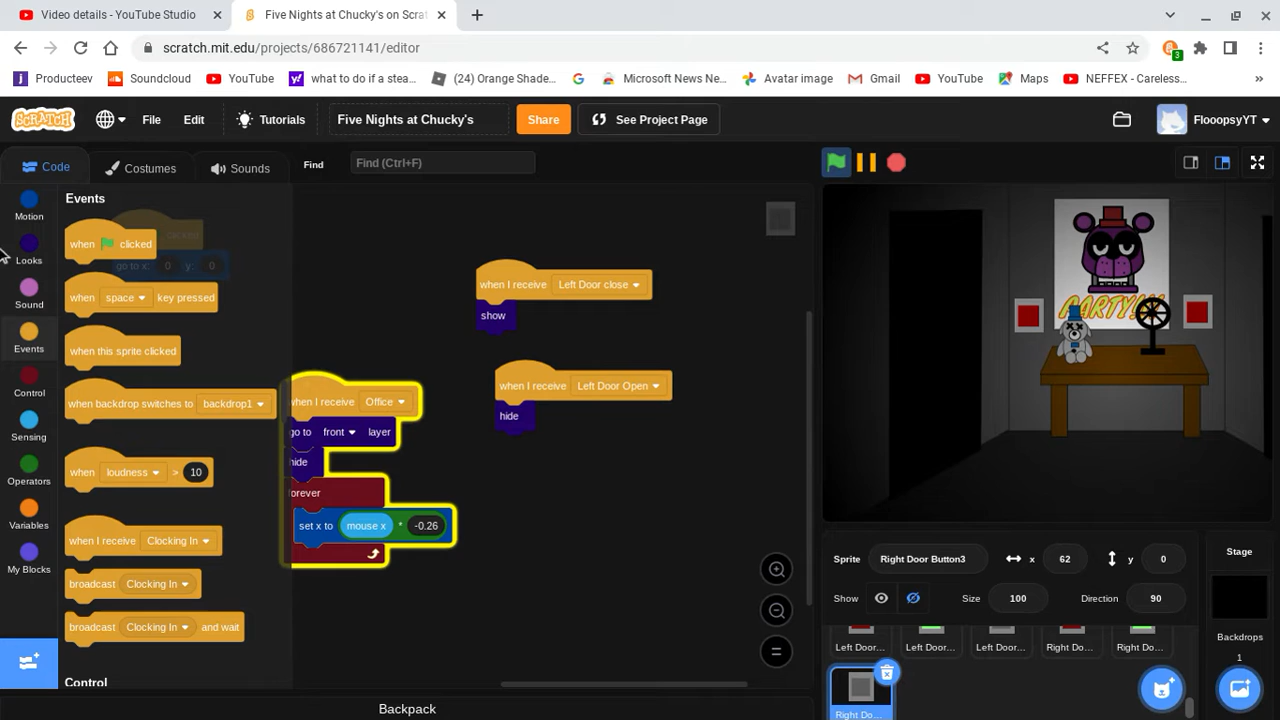 Video details - YouTube Studio
Five Nights at Chucky's on Scrat
scratch.mit.edu/projects/686721141/editor
3
Producteev
Soundcloud
YouTube
what to do if a stea...
(24) Orange Shade...
Microsoft News Ne...
Avatar image
Gmail
YouTube
Maps
NEFFEX - Careless...
SCRATCH
File
Edit
Tutorials
Five Nights at Chucky's
Share
See Project Page
FlooopsyYT
Code
Costumes
Sounds
Find
Find (Ctrl+F)
Motion
Looks
Sound
Events
Control
Sensing
Operators
Variables
My Blocks
Events
when clicked
go to x: 0 y: 0
when space key pressed
when this sprite clicked
when backdrop switches to backdrop1
when loudness > 10
when I receive Clocking In
broadcast Clocking In
broadcast Clocking In and wait
Control
when I receive Office
go to front layer
hide
forever
set x to mouse x * -0.26
when I receive Left Door close
show
when I receive Left Door Open
hide
PARTY!!
Sprite
Right Door Button3
x
62
y
0
Show
Size
100
Direction
90
Stage
Backdrops
1
Left Door...
Left Door...
Left Door...
Right Do...
Right Do...
Right Do...
Backpack